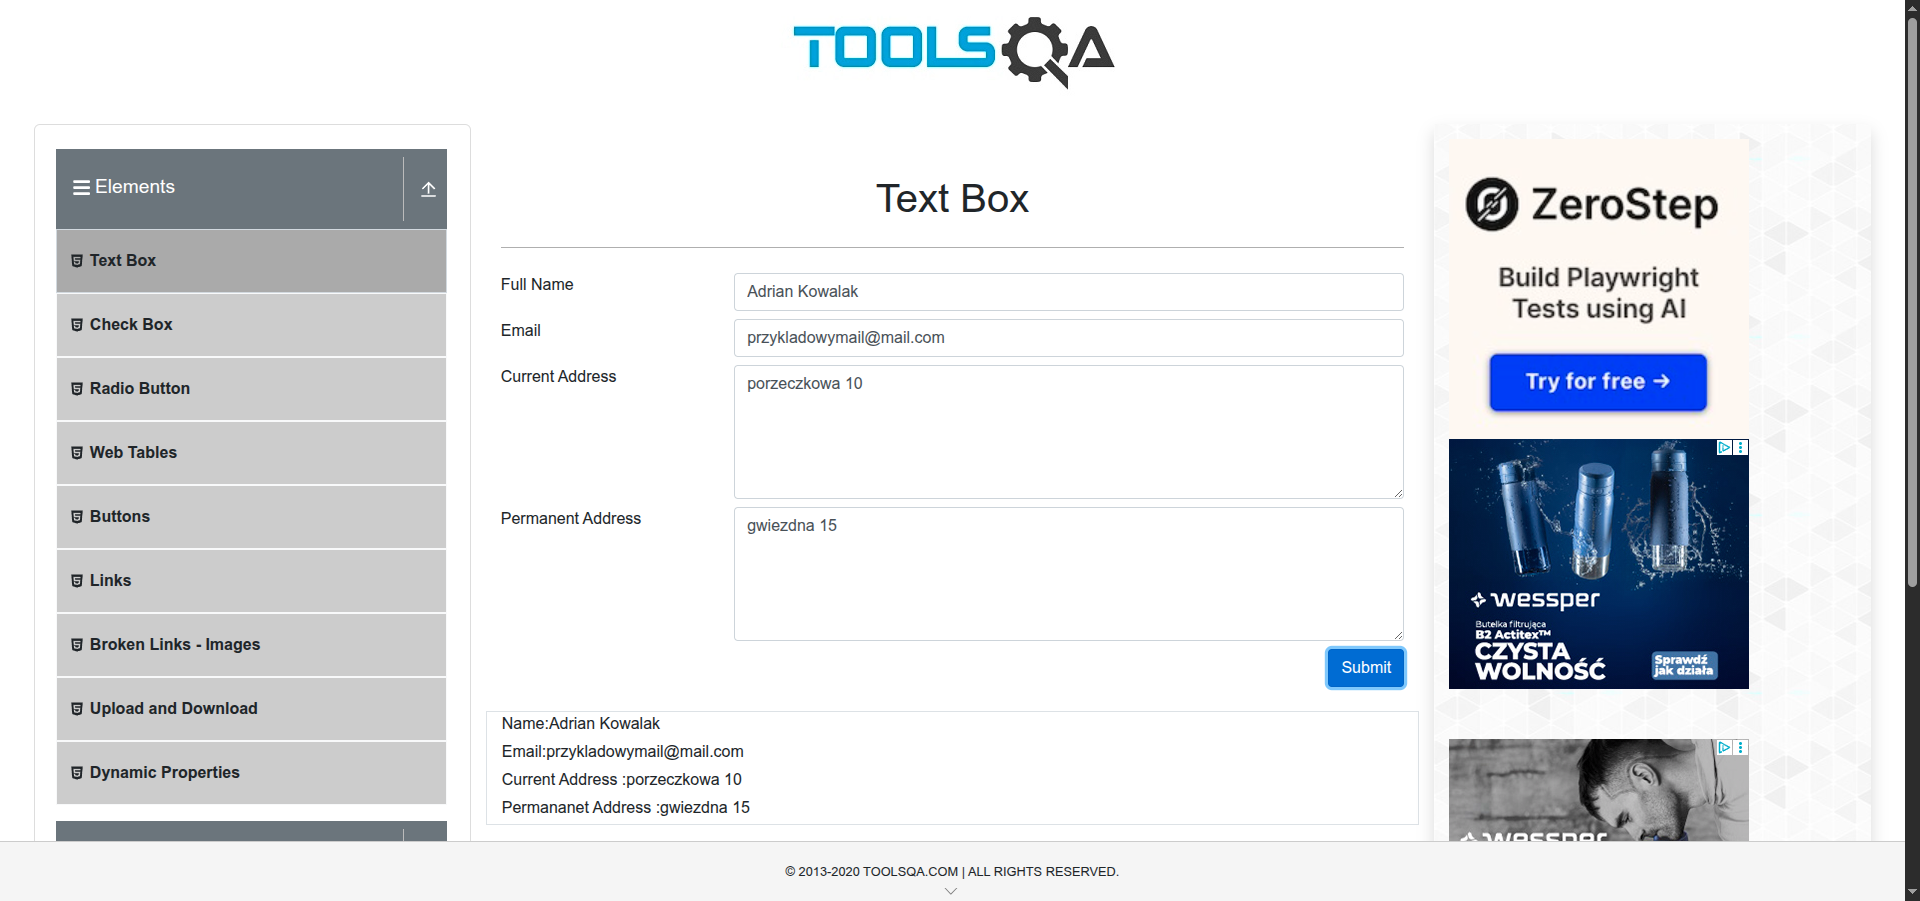 TOOLSQA
Elements
Text Box
Check Box
Radio Button
Web Tables
Buttons
Links
Broken Links - Images
Upload and Download
Dynamic Properties
Text Box
Full Name
Adrian Kowalak
Email
przykladowymail@mail.com
Current Address
porzeczkowa 10
Permanent Address
gwiezdna 15
Submit
Name:Adrian Kowalak
Email:przykladowymail@mail.com
Current Address :porzeczkowa 10
Permananet Address :gwiezdna 15
ZeroStep
Build Playwright
Tests using AI
Try for free →
wessper
Butelka filtrująca
B2 Actitex™
CZYSTA
WOLNOŚĆ
Sprawdź
jak działa
wessper
© 2013-2020 TOOLSQA.COM | ALL RIGHTS RESERVED.